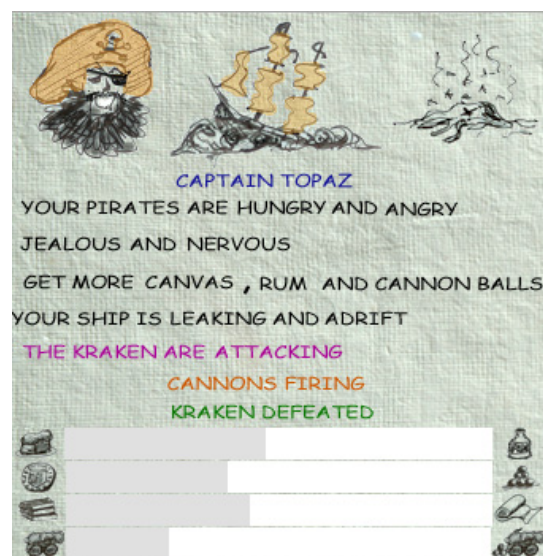 CAPTAIN TOPAZ
YOUR PIRATES ARE HUNGRY AND ANGRY
JEALOUS AND NERVOUS
GET MORE CANVAS , RUM AND CANNON BALLS
YOUR SHIP IS LEAKING AND ADRIFT
THE KRAKEN ARE ATTACKING
CANNONS FIRING
KRAKEN DEFEATED